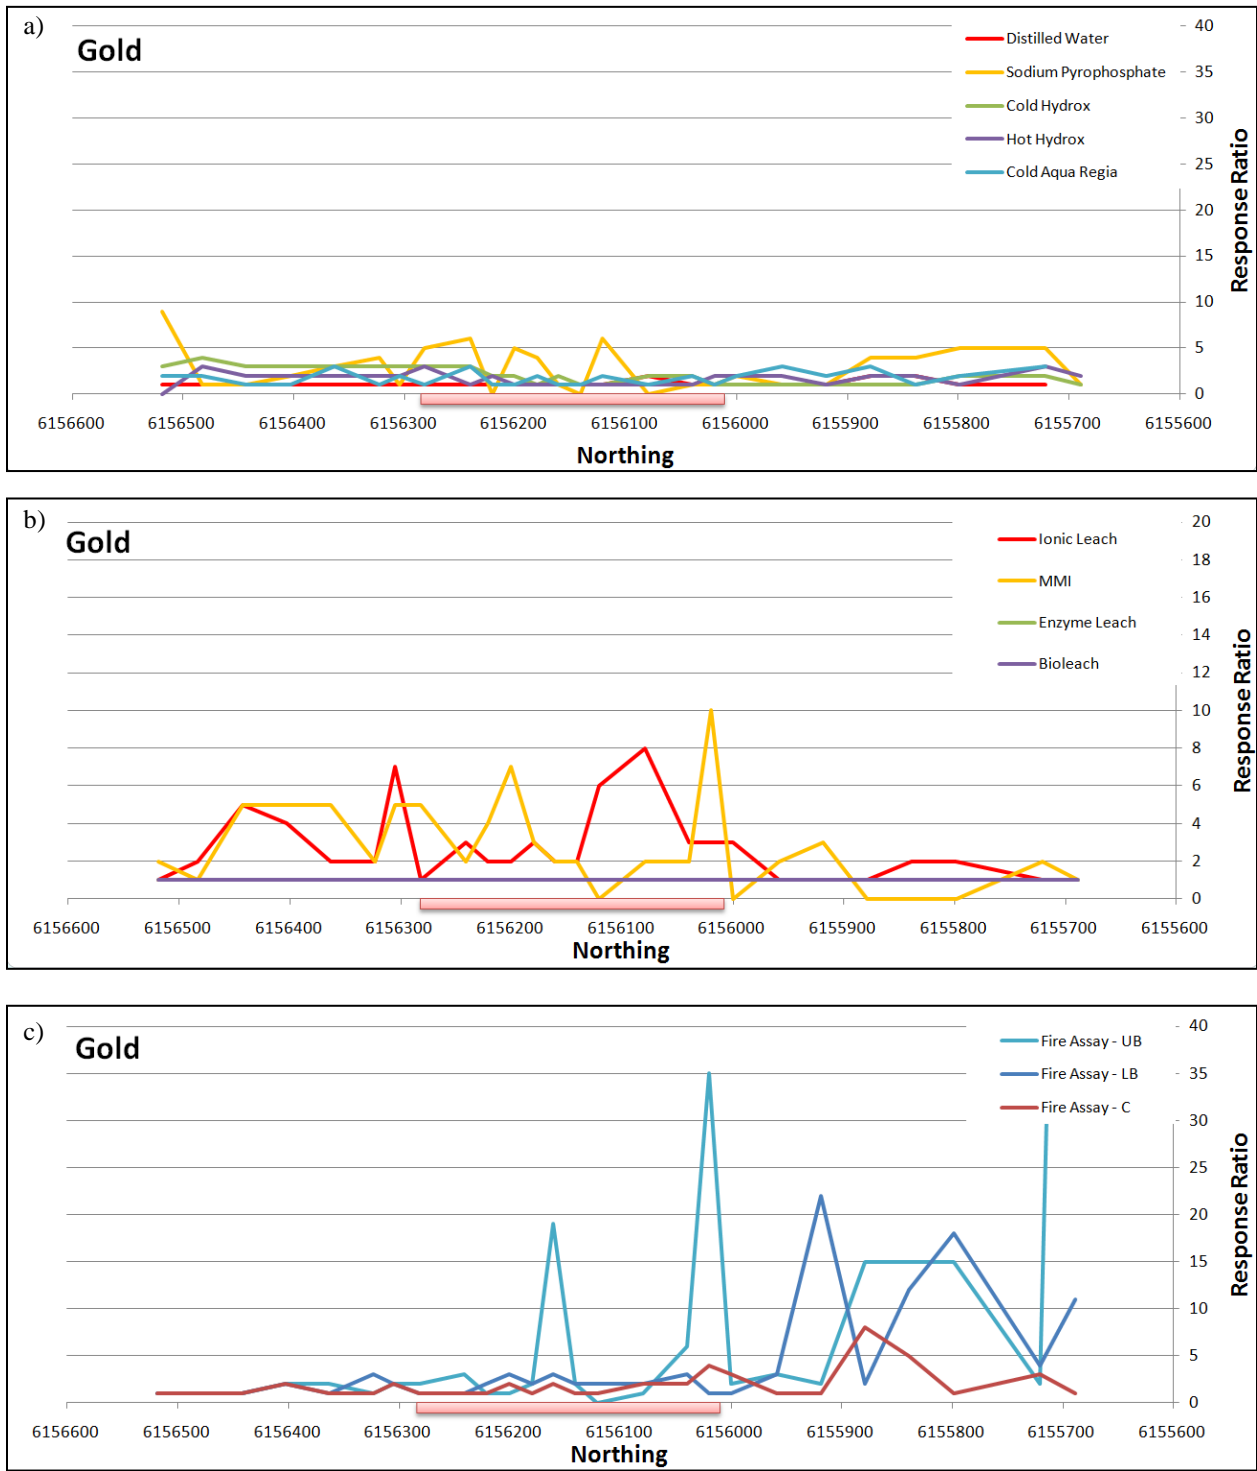 a)
Gold
Distilled Water
Sodium Pyrophosphate
Cold Hydrox
Hot Hydrox
Cold Aqua Regia
40
35
30
25
20
15
10
5
0
Response Ratio
6156600 6156500 6156400 6156300 6156200 6156100 6156000 6155900 6155800 6155700 6155600
Northing
b)
Gold
Ionic Leach
MMI
Enzyme Leach
Bioleach
20
18
16
14
12
10
8
6
4
2
0
Response Ratio
6156600 6156500 6156400 6156300 6156200 6156100 6156000 6155900 6155800 6155700 6155600
Northing
c)
Gold
Fire Assay - UB
Fire Assay - LB
Fire Assay - C
40
35
30
25
20
15
10
5
0
Response Ratio
6156600 6156500 6156400 6156300 6156200 6156100 6156000 6155900 6155800 6155700 6155600
Northing